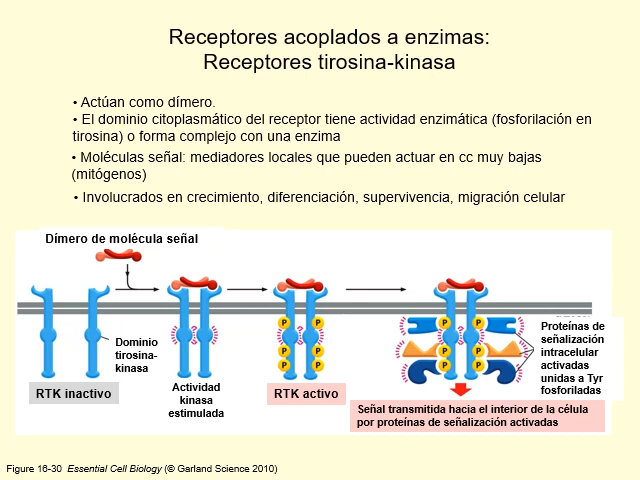 Receptores acoplados a enzimas:
Receptores tirosina-kinasa
• Actúan como dímero.
• El dominio citoplasmático del receptor tiene actividad enzimática (fosforilación en
tirosina) o forma complejo con una enzima
• Moléculas señal: mediadores locales que pueden actuar en cc muy bajas
(mitógenos)
• Involucrados en crecimiento, diferenciación, supervivencia, migración celular
Dímero de molécula señal
Dominio
tirosina-
kinasa
RTK inactivo
Actividad
kinasa
estimulada
P P
P P
P P
P P
RTK activo
P P
P P
P P
P P
Proteínas de
señalización
intracelular
activadas
unidas a Tyr
fosforiladas
Señal transmitida hacia el interior de la célula
por proteínas de señalización activadas
Figure 16-30 Essential Cell Biology (© Garland Science 2010)